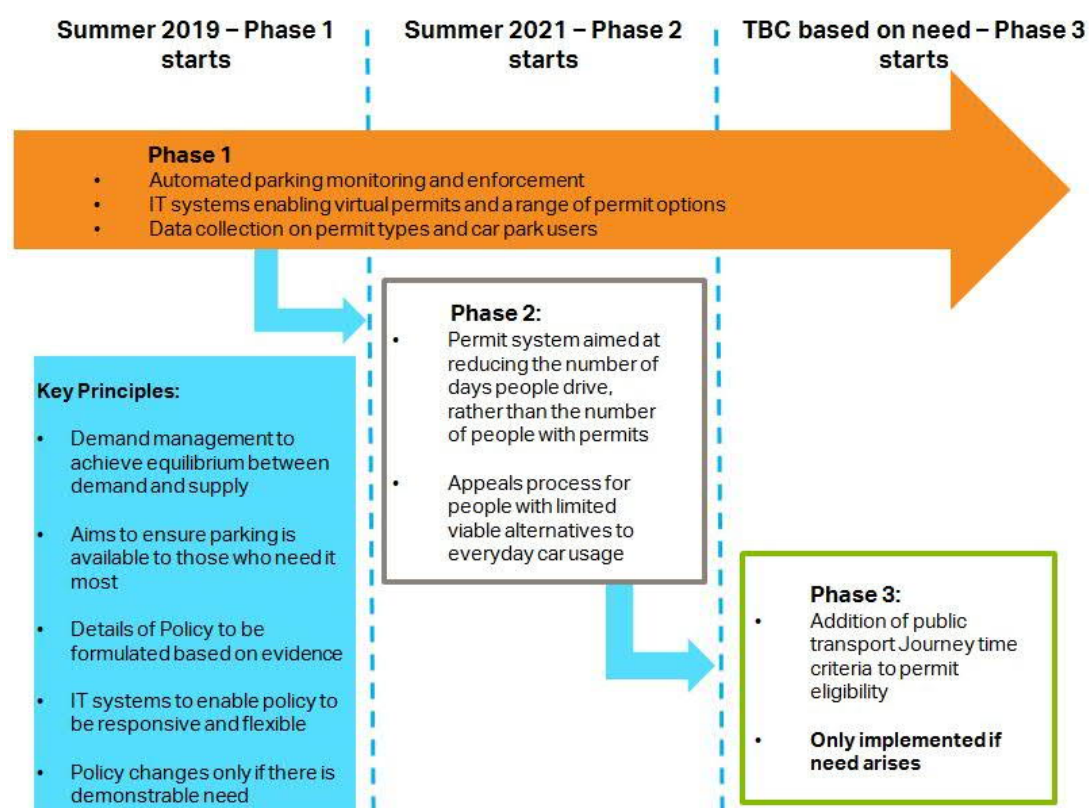 Summer 2019 – Phase 1
starts
Summer 2021 – Phase 2
starts
TBC based on need – Phase 3
starts
Phase 1
• Automated parking monitoring and enforcement
• IT systems enabling virtual permits and a range of permit options
• Data collection on permit types and car park users
Key Principles:
• Demand management to
achieve equilibrium between
demand and supply
• Aims to ensure parking is
available to those who need it
most
• Details of Policy to be
formulated based on evidence
• IT systems to enable policy to
be responsive and flexible
• Policy changes only if there is
demonstrable need
Phase 2:
• Permit system aimed at
reducing the number of
days people drive,
rather than the number
of people with permits
• Appeals process for
people with limited
viable alternatives to
everyday car usage
Phase 3:
• Addition of public
transport Journey time
criteria to permit
eligibility
• Only implemented if
need arises